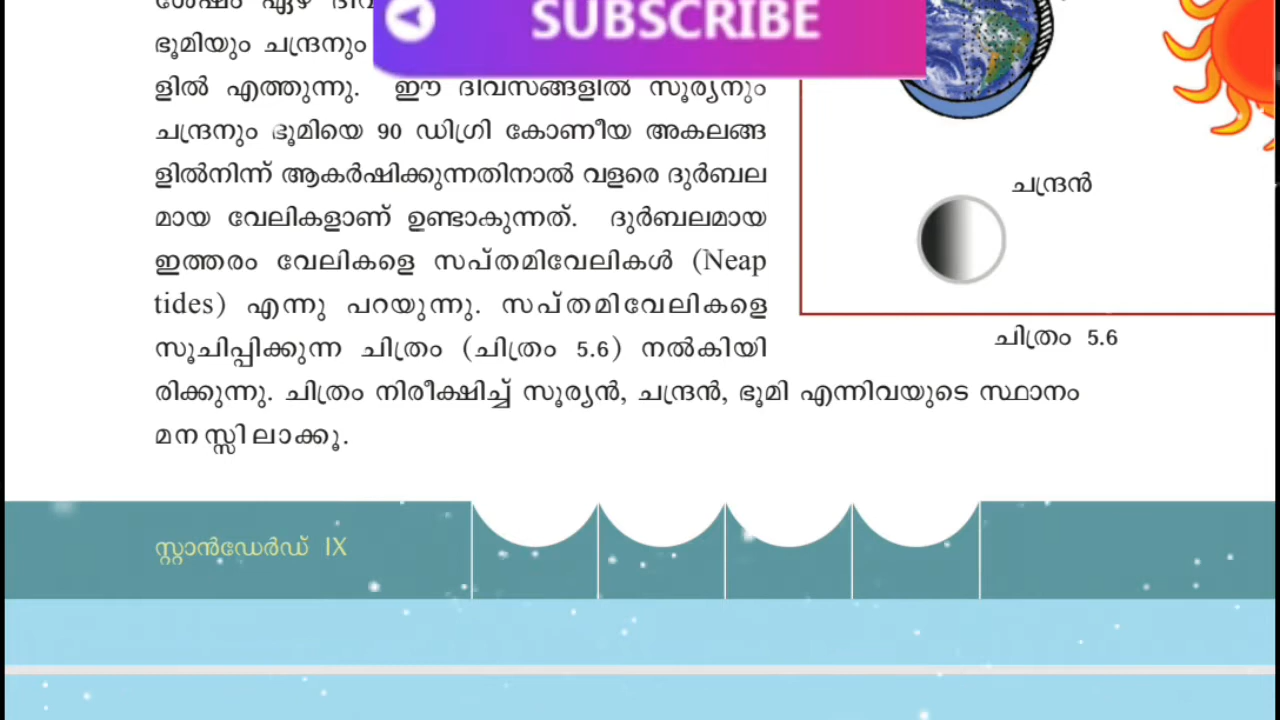 ശേഷം ഏഴ്
SUBSCRIBE
ഭൂമിയും ചന്ദ്രനും
ളിൽ എത്തുന്നു. ഈ ദിവസങ്ങളിൽ സൂര്യനും
ചന്ദ്രനും ഭൂമിയെ 90 ഡിഗ്രി കോണീയ അകലങ്ങ
ളിൽനിന്ന് ആകർഷിക്കുന്നതിനാൽ വളരെ ദുർബല
മായ വേലികളാണ് ഉണ്ടാകുന്നത്. ദുർബലമായ
ഇത്തരം വേലികളെ സപ്തമിവേലികൾ (Neap
tides) എന്നു പറയുന്നു. സപ്തമിവേലികളെ
സൂചിപ്പിക്കുന്ന ചിത്രം (ചിത്രം 5.6) നൽകിയി
രിക്കുന്നു. ചിത്രം നിരീക്ഷിച്ച് സൂര്യൻ, ചന്ദ്രൻ, ഭൂമി എന്നിവയുടെ സ്ഥാനം
മനസ്സിലാക്കൂ.
ചന്ദ്രൻ
ചിത്രം 5.6
സ്റ്റാൻഡേർഡ് IX